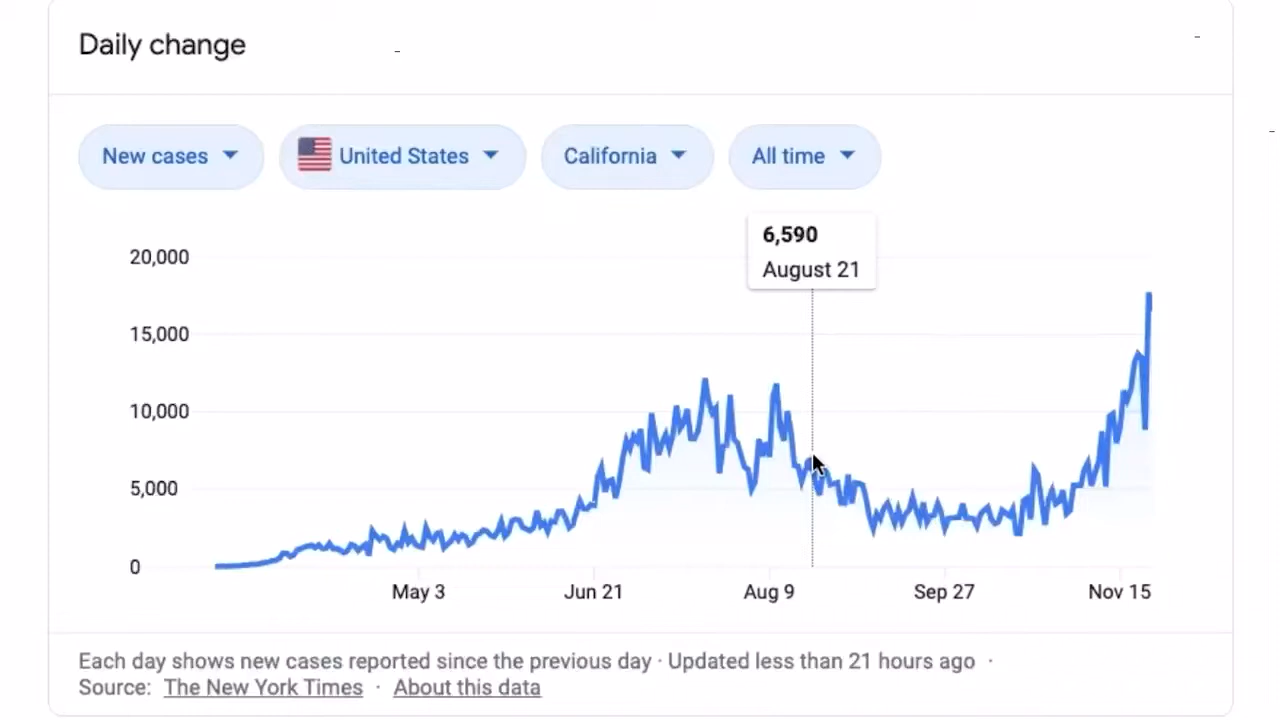 Daily change
New cases United States California All time
6,590
August 21
20,000
15,000
10,000
5,000
0
May 3 Jun 21 Aug 9 Sep 27 Nov 15
Each day shows new cases reported since the previous day · Updated less than 21 hours ago ·
Source: The New York Times · About this data